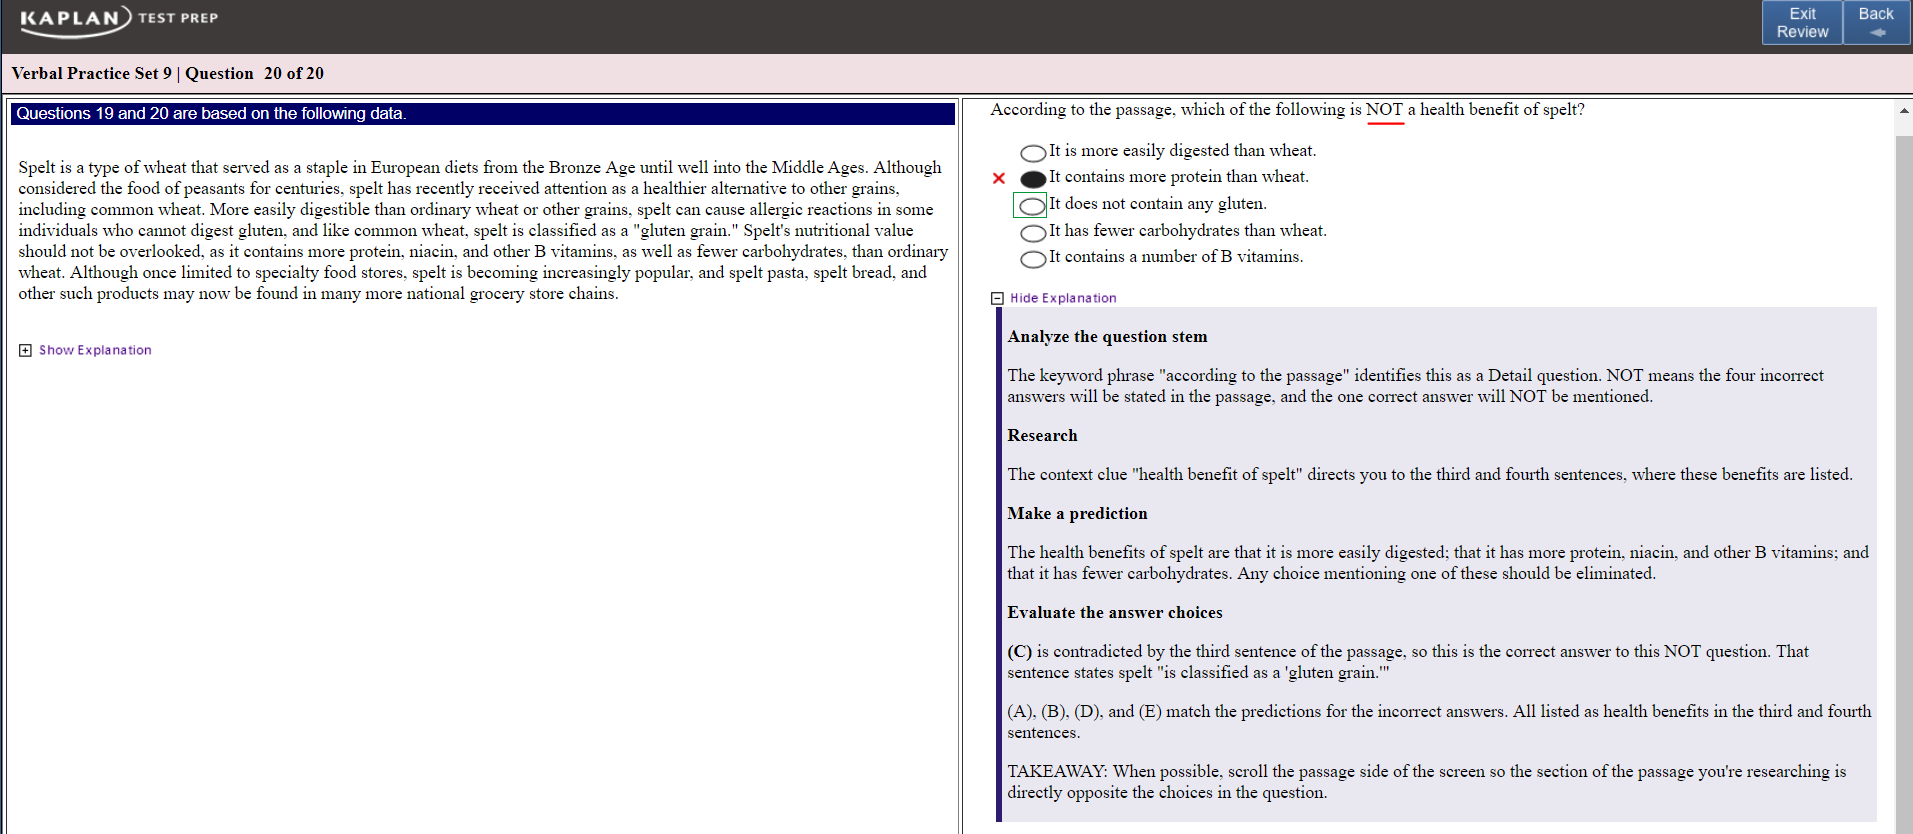 KAPLAN TEST PREP
Exit
Review
Back
Verbal Practice Set 9 | Question 20 of 20
Questions 19 and 20 are based on the following data.
Spelt is a type of wheat that served as a staple in European diets from the Bronze Age until well into the Middle Ages. Although
considered the food of peasants for centuries, spelt has recently received attention as a healthier alternative to other grains,
including common wheat. More easily digestible than ordinary wheat or other grains, spelt can cause allergic reactions in some
individuals who cannot digest gluten, and like common wheat, spelt is classified as a "gluten grain." Spelt's nutritional value
should not be overlooked, as it contains more protein, niacin, and other B vitamins, as well as fewer carbohydrates, than ordinary
wheat. Although once limited to specialty food stores, spelt is becoming increasingly popular, and spelt pasta, spelt bread, and
other such products may now be found in many more national grocery store chains.
Show Explanation
According to the passage, which of the following is NOT a health benefit of spelt?
It is more easily digested than wheat.
It contains more protein than wheat.
It does not contain any gluten.
It has fewer carbohydrates than wheat.
It contains a number of B vitamins.
Hide Explanation
Analyze the question stem
The keyword phrase "according to the passage" identifies this as a Detail question. NOT means the four incorrect
answers will be stated in the passage, and the one correct answer will NOT be mentioned.
Research
The context clue "health benefit of spelt" directs you to the third and fourth sentences, where these benefits are listed.
Make a prediction
The health benefits of spelt are that it is more easily digested; that it has more protein, niacin, and other B vitamins; and
that it has fewer carbohydrates. Any choice mentioning one of these should be eliminated.
Evaluate the answer choices
(C) is contradicted by the third sentence of the passage, so this is the correct answer to this NOT question. That
sentence states spelt "is classified as a 'gluten grain.'"
(A), (B), (D), and (E) match the predictions for the incorrect answers. All listed as health benefits in the third and fourth
sentences.
TAKEAWAY: When possible, scroll the passage side of the screen so the section of the passage you're researching is
directly opposite the choices in the question.